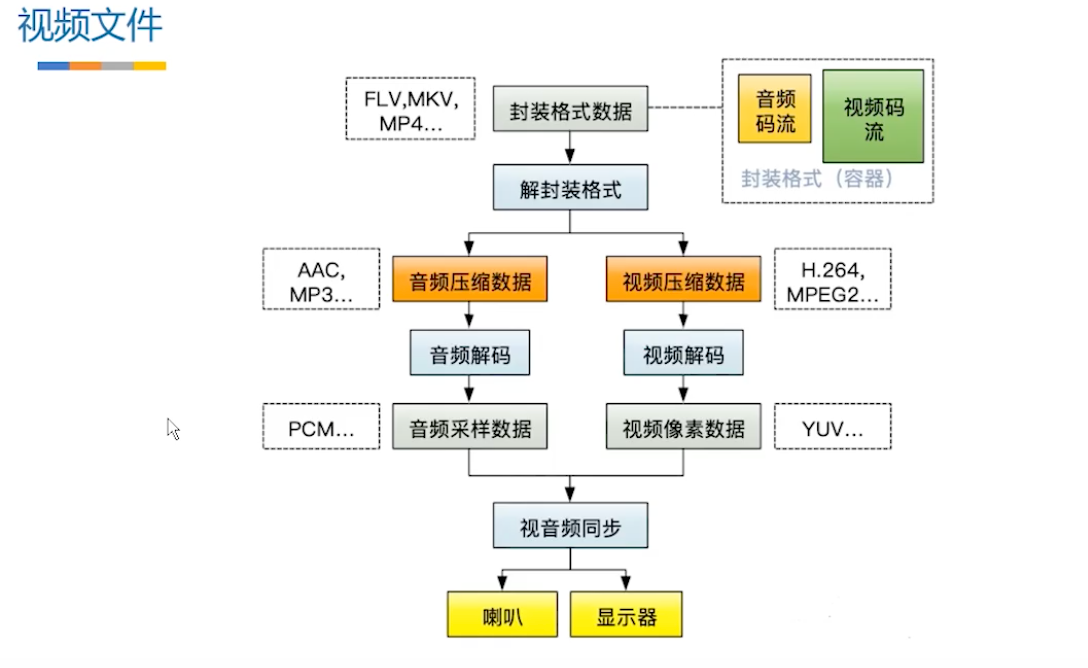 视频文件
FLV,MKV,
MP4...
封装格式数据
音频
码流
视频码
流
封装格式（容器）
解封装格式
AAC,
MP3...
音频压缩数据
视频压缩数据
H.264,
MPEG2...
音频解码
视频解码
PCM...
音频采样数据
视频像素数据
YUV...
视音频同步
喇叭
显示器